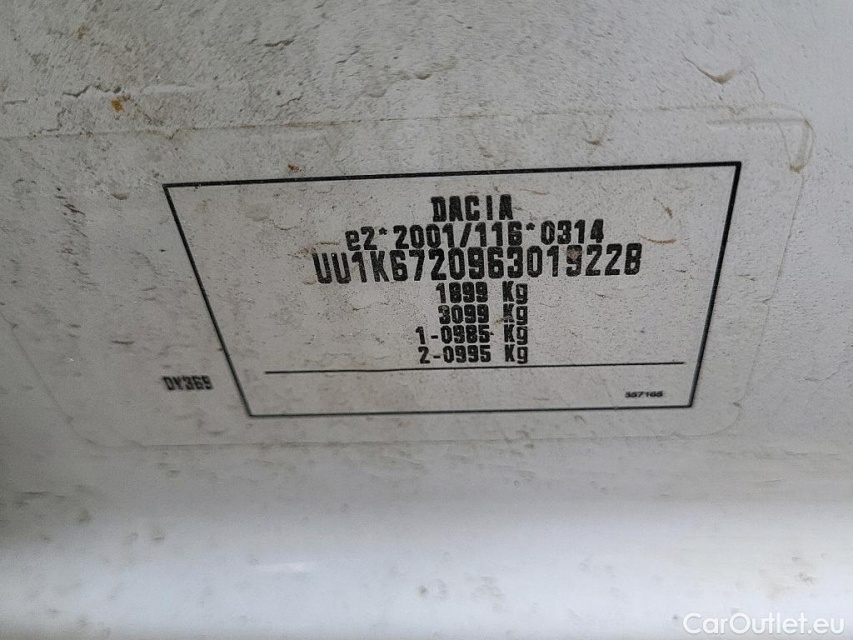 DACIA
e2*2001/116*0314
UU1K6720963019228
1899 Kg
3099 Kg
1-0985 Kg
2-0995 Kg
DY369
357165
CarOutlet.eu